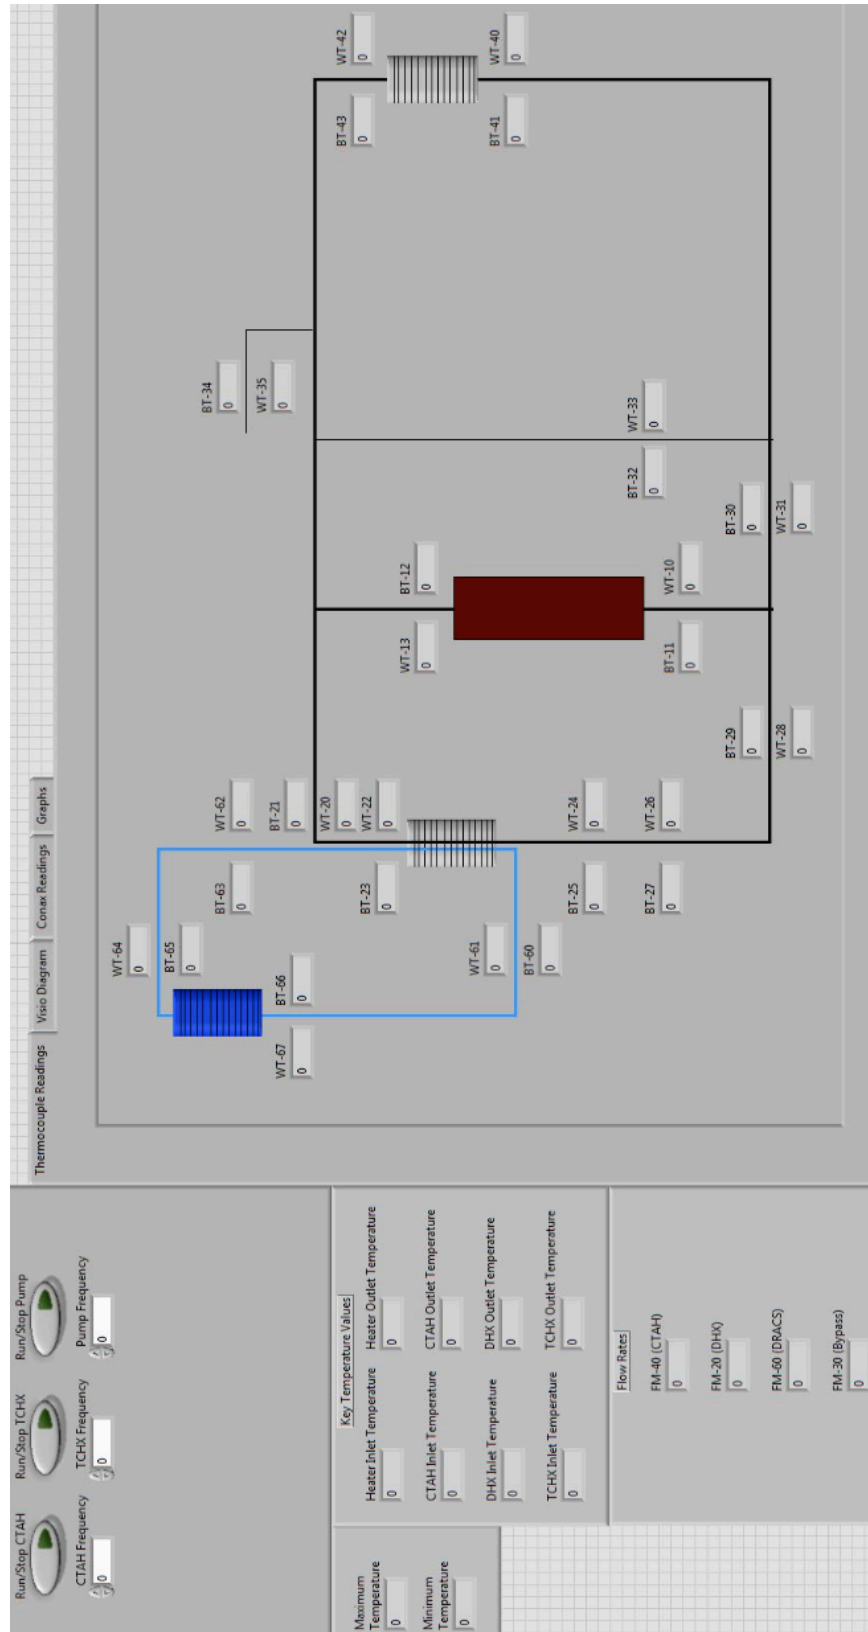 Run/Stop CTAH
Run/Stop TCHX
Run/Stop Pump
CTAH Frequency
0
TCHX Frequency
0
Pump Frequency
0
Maximum
Temperature
0
Minimum
Temperature
0
Key Temperature Values
Heater Inlet Temperature
0
Heater Outlet Temperature
0
CTAH Inlet Temperature
0
CTAH Outlet Temperature
0
DHX Inlet Temperature
0
DHX Outlet Temperature
0
TCHX Inlet Temperature
0
TCHX Outlet Temperature
0
Flow Rates
FM-40 (CTAH)
0
FM-20 (DHX)
0
FM-60 (DRACS)
0
FM-30 (Bypass)
0
Thermocouple Readings
Visio Diagram
Conax Readings
Graphs
WT-64
0
BT-65
0
WT-67
0
BT-66
0
BT-63
0
WT-62
0
BT-21
0
WT-20
0
BT-23
0
WT-22
0
WT-61
0
BT-60
0
BT-25
0
WT-24
0
BT-27
0
WT-26
0
BT-29
0
WT-28
0
WT-13
0
BT-12
0
BT-11
0
WT-10
0
BT-30
0
WT-31
0
BT-32
0
WT-33
0
BT-34
0
WT-35
0
BT-43
0
WT-42
0
BT-41
0
WT-40
0